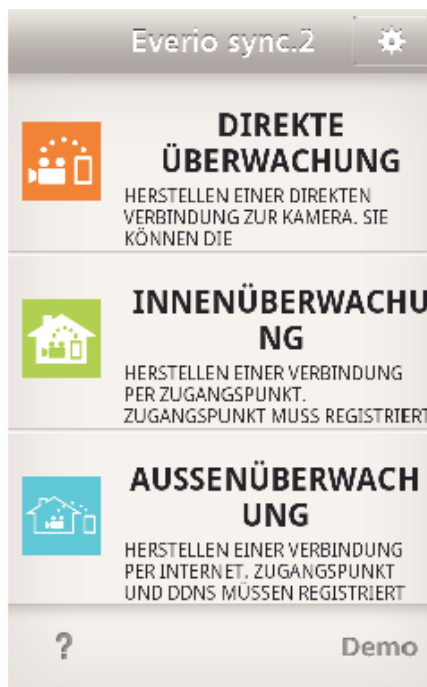 Everio sync.2
DIREKTE
ÜBERWACHUNG
HERSTELLEN EINER DIREKTEN
VERBINDUNG ZUR KAMERA. SIE
KÖNNEN DIE
INNENÜBERWACHU
NG
HERSTELLEN EINER VERBINDUNG
PER ZUGANGSPUNKT.
ZUGANGSPUNKT MUSS REGISTRIERT
AUSSENÜBERWACH
UNG
HERSTELLEN EINER VERBINDUNG
PER INTERNET. ZUGANGSPUNKT
UND DDNS MÜSSEN REGISTRIERT
? Demo